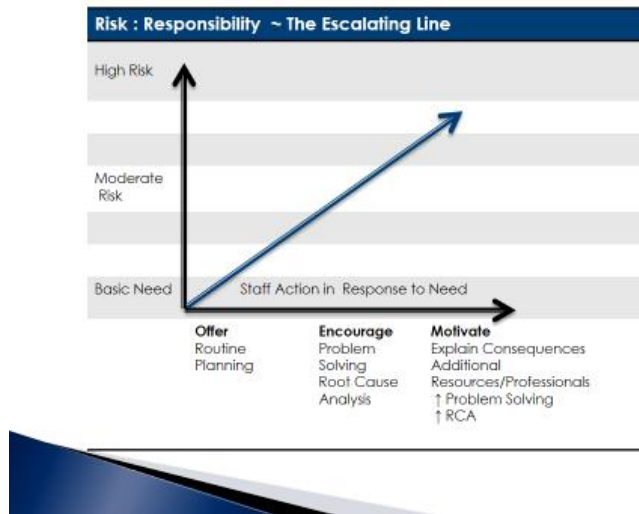 Risk : Responsibility ~ The Escalating Line
High Risk
Moderate
Risk
Basic Need
Staff Action in Response to Need
Offer
Routine
Planning
Encourage
Problem
Solving
Root Cause
Analysis
Motivate
Explain Consequences
Additional
Resources/Professionals
↑ Problem Solving
↑ RCA